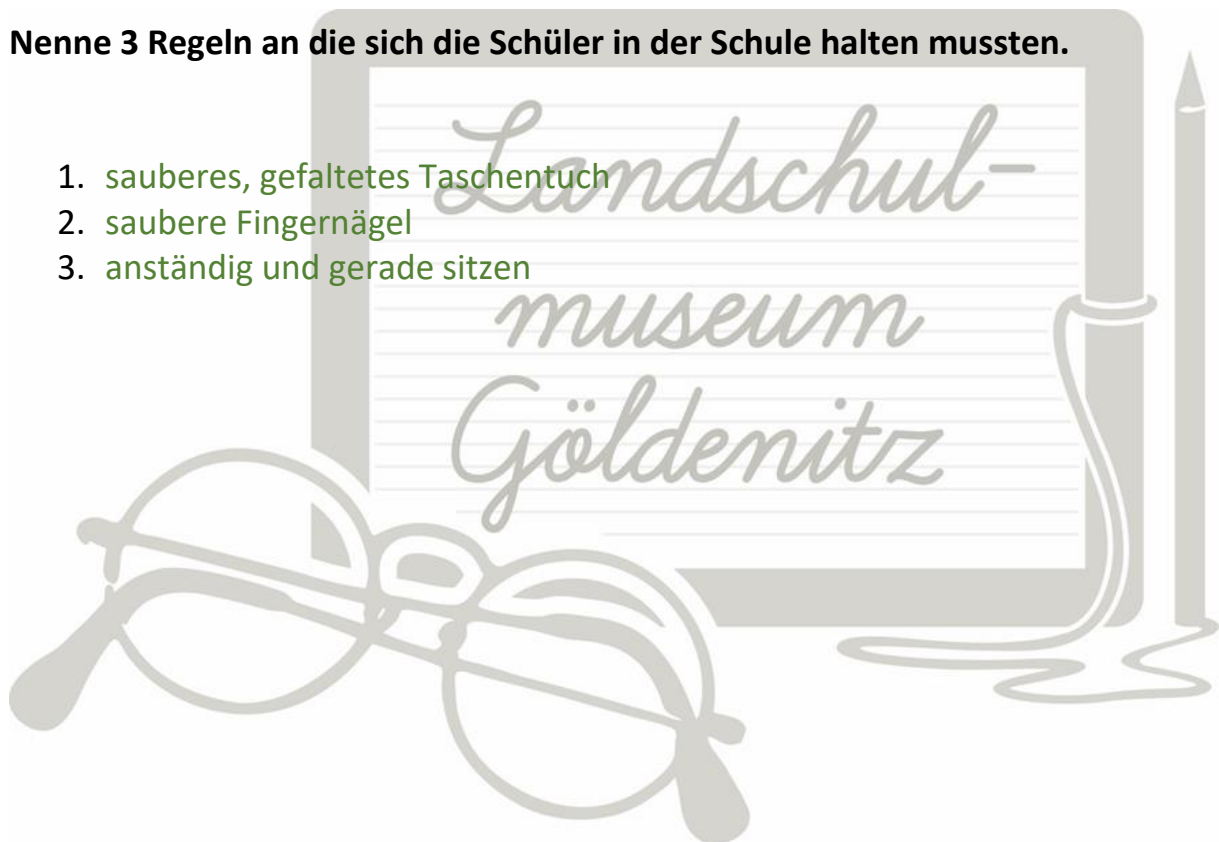 Nenne 3 Regeln an die sich die Schüler in der Schule halten mussten.
1. sauberes, gefaltetes Taschentuch
2. saubere Fingernägel
3. anständig und gerade sitzen
Landschul-
museum
Göldenitz